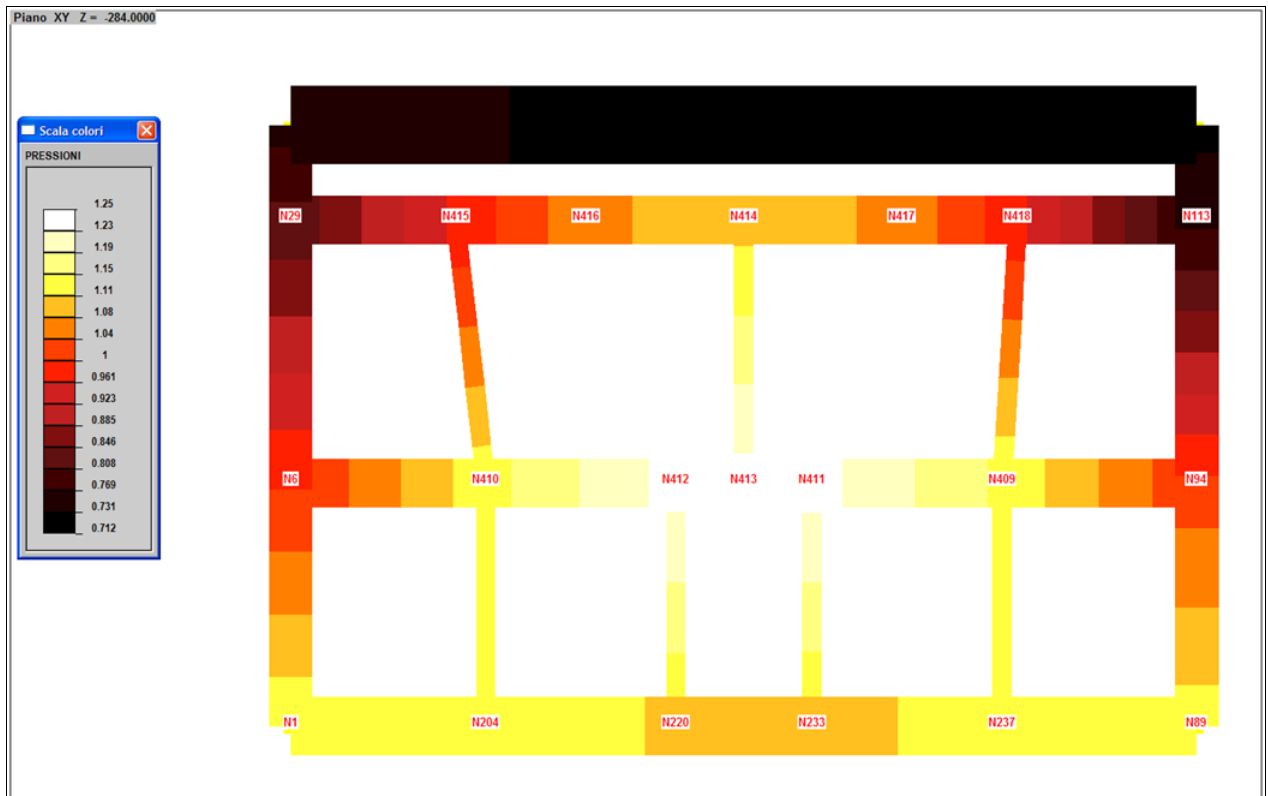 Piano XY Z = -284.0000
Scala colori
PRESSIONI
1.25
1.23
1.19
1.15
1.11
1.08
1.04
1
0.961
0.923
0.885
0.846
0.808
0.769
0.731
0.712
N29 N415 N416 N414 N417 N418 N113
N6 N410 N412 N413 N411 N409 N94
N1 N204 N220 N233 N237 N89